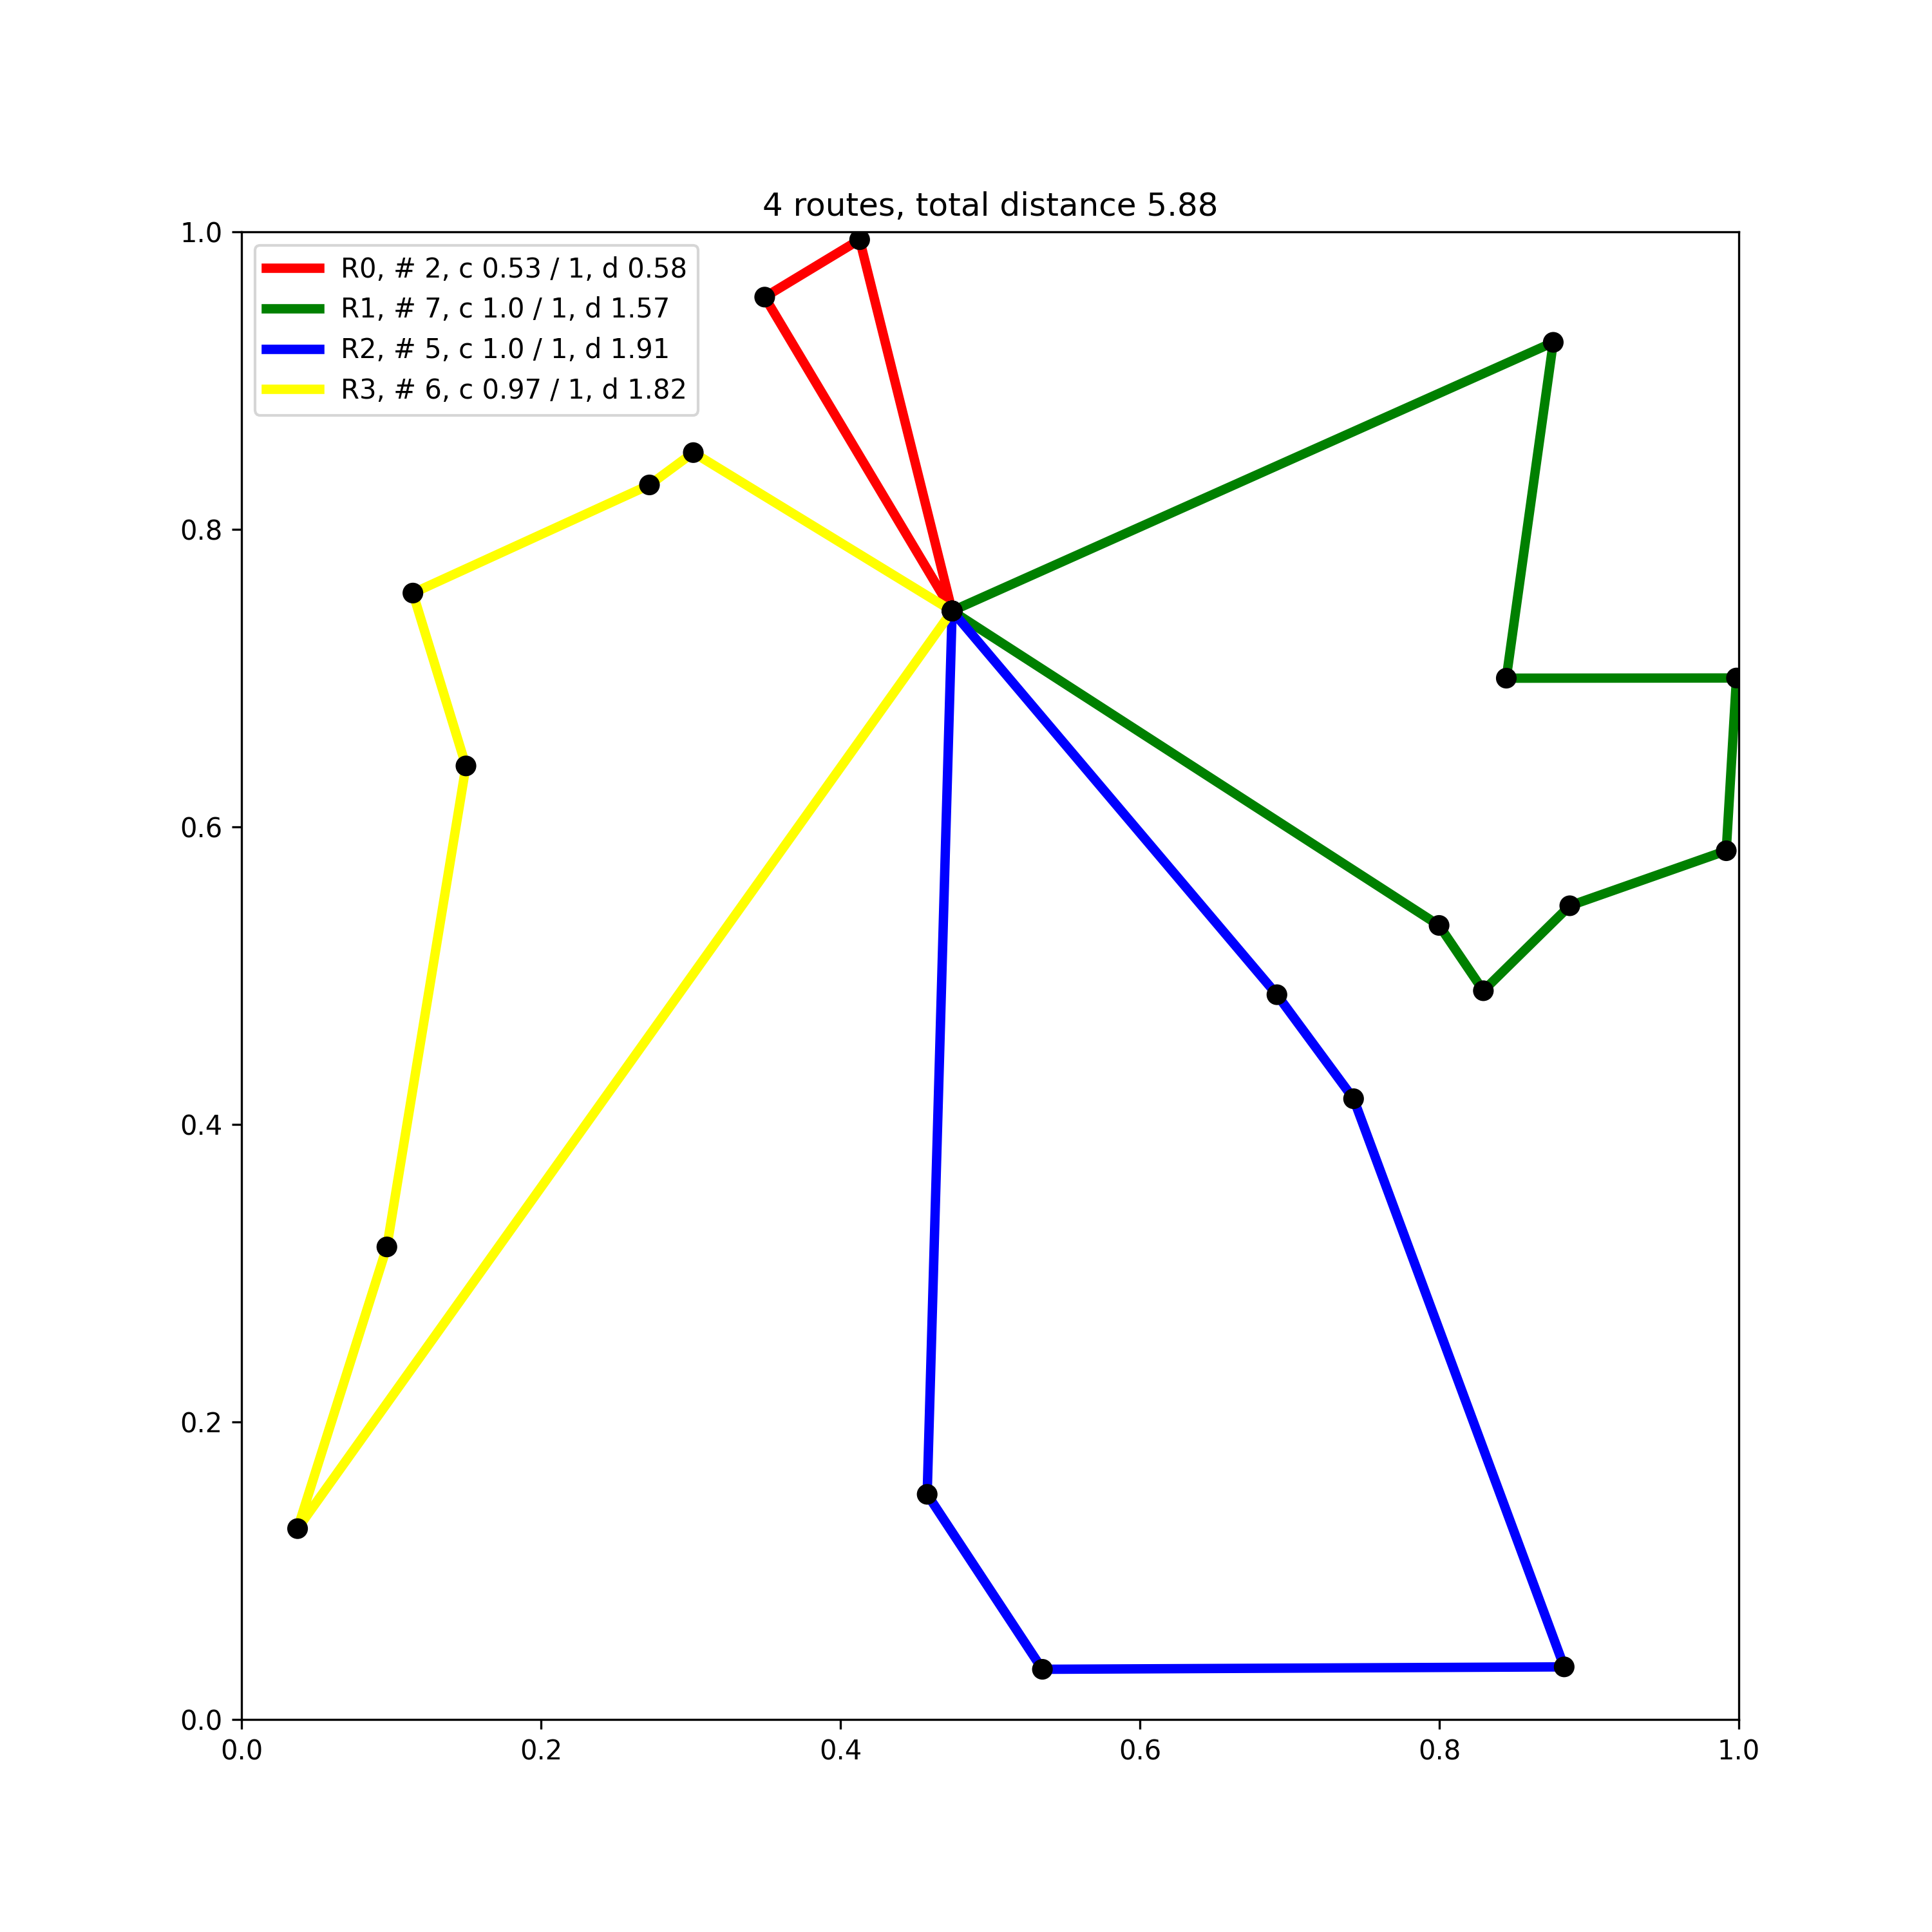 4 routes, total distance 5.88
1.0
R0, # 2, c 0.53 / 1, d 0.58
R1, # 7, c 1.0 / 1, d 1.57
R2, # 5, c 1.0 / 1, d 1.91
R3, # 6, c 0.97 / 1, d 1.82
0.8
0.6
0.4
0.2
0.0
0.0 0.2 0.4 0.6 0.8 1.0